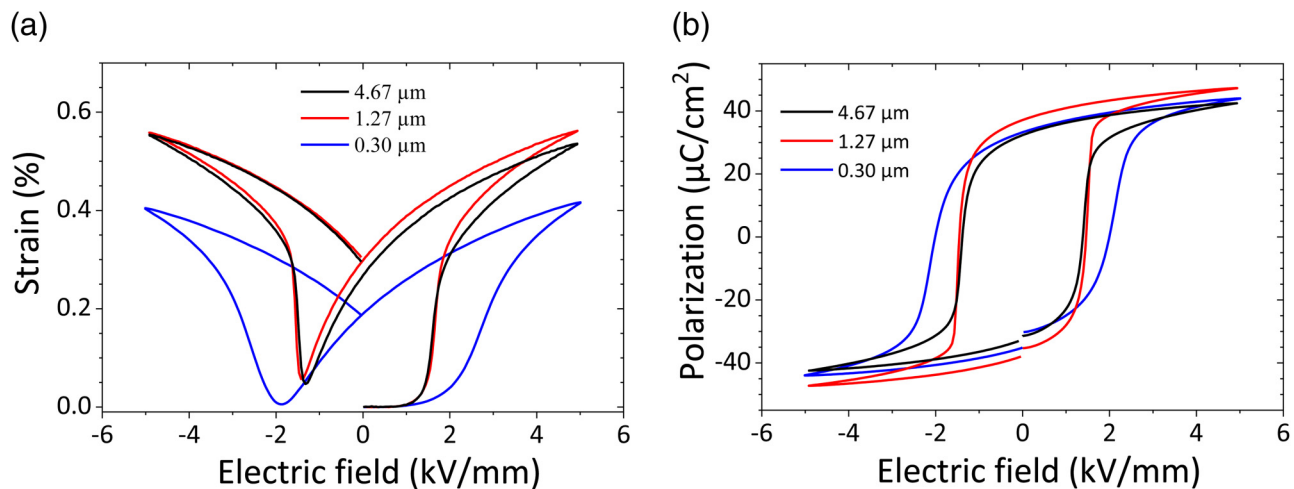 (a)
Strain (%)
0.6
0.4
0.2
0.0
4.67 µm
1.27 µm
0.30 µm
-6 -4 -2 0 2 4 6
Electric field (kV/mm)
(b)
Polarization (µC/cm²)
40
20
0
-20
-40
4.67 µm
1.27 µm
0.30 µm
-6 -4 -2 0 2 4 6
Electric field (kV/mm)